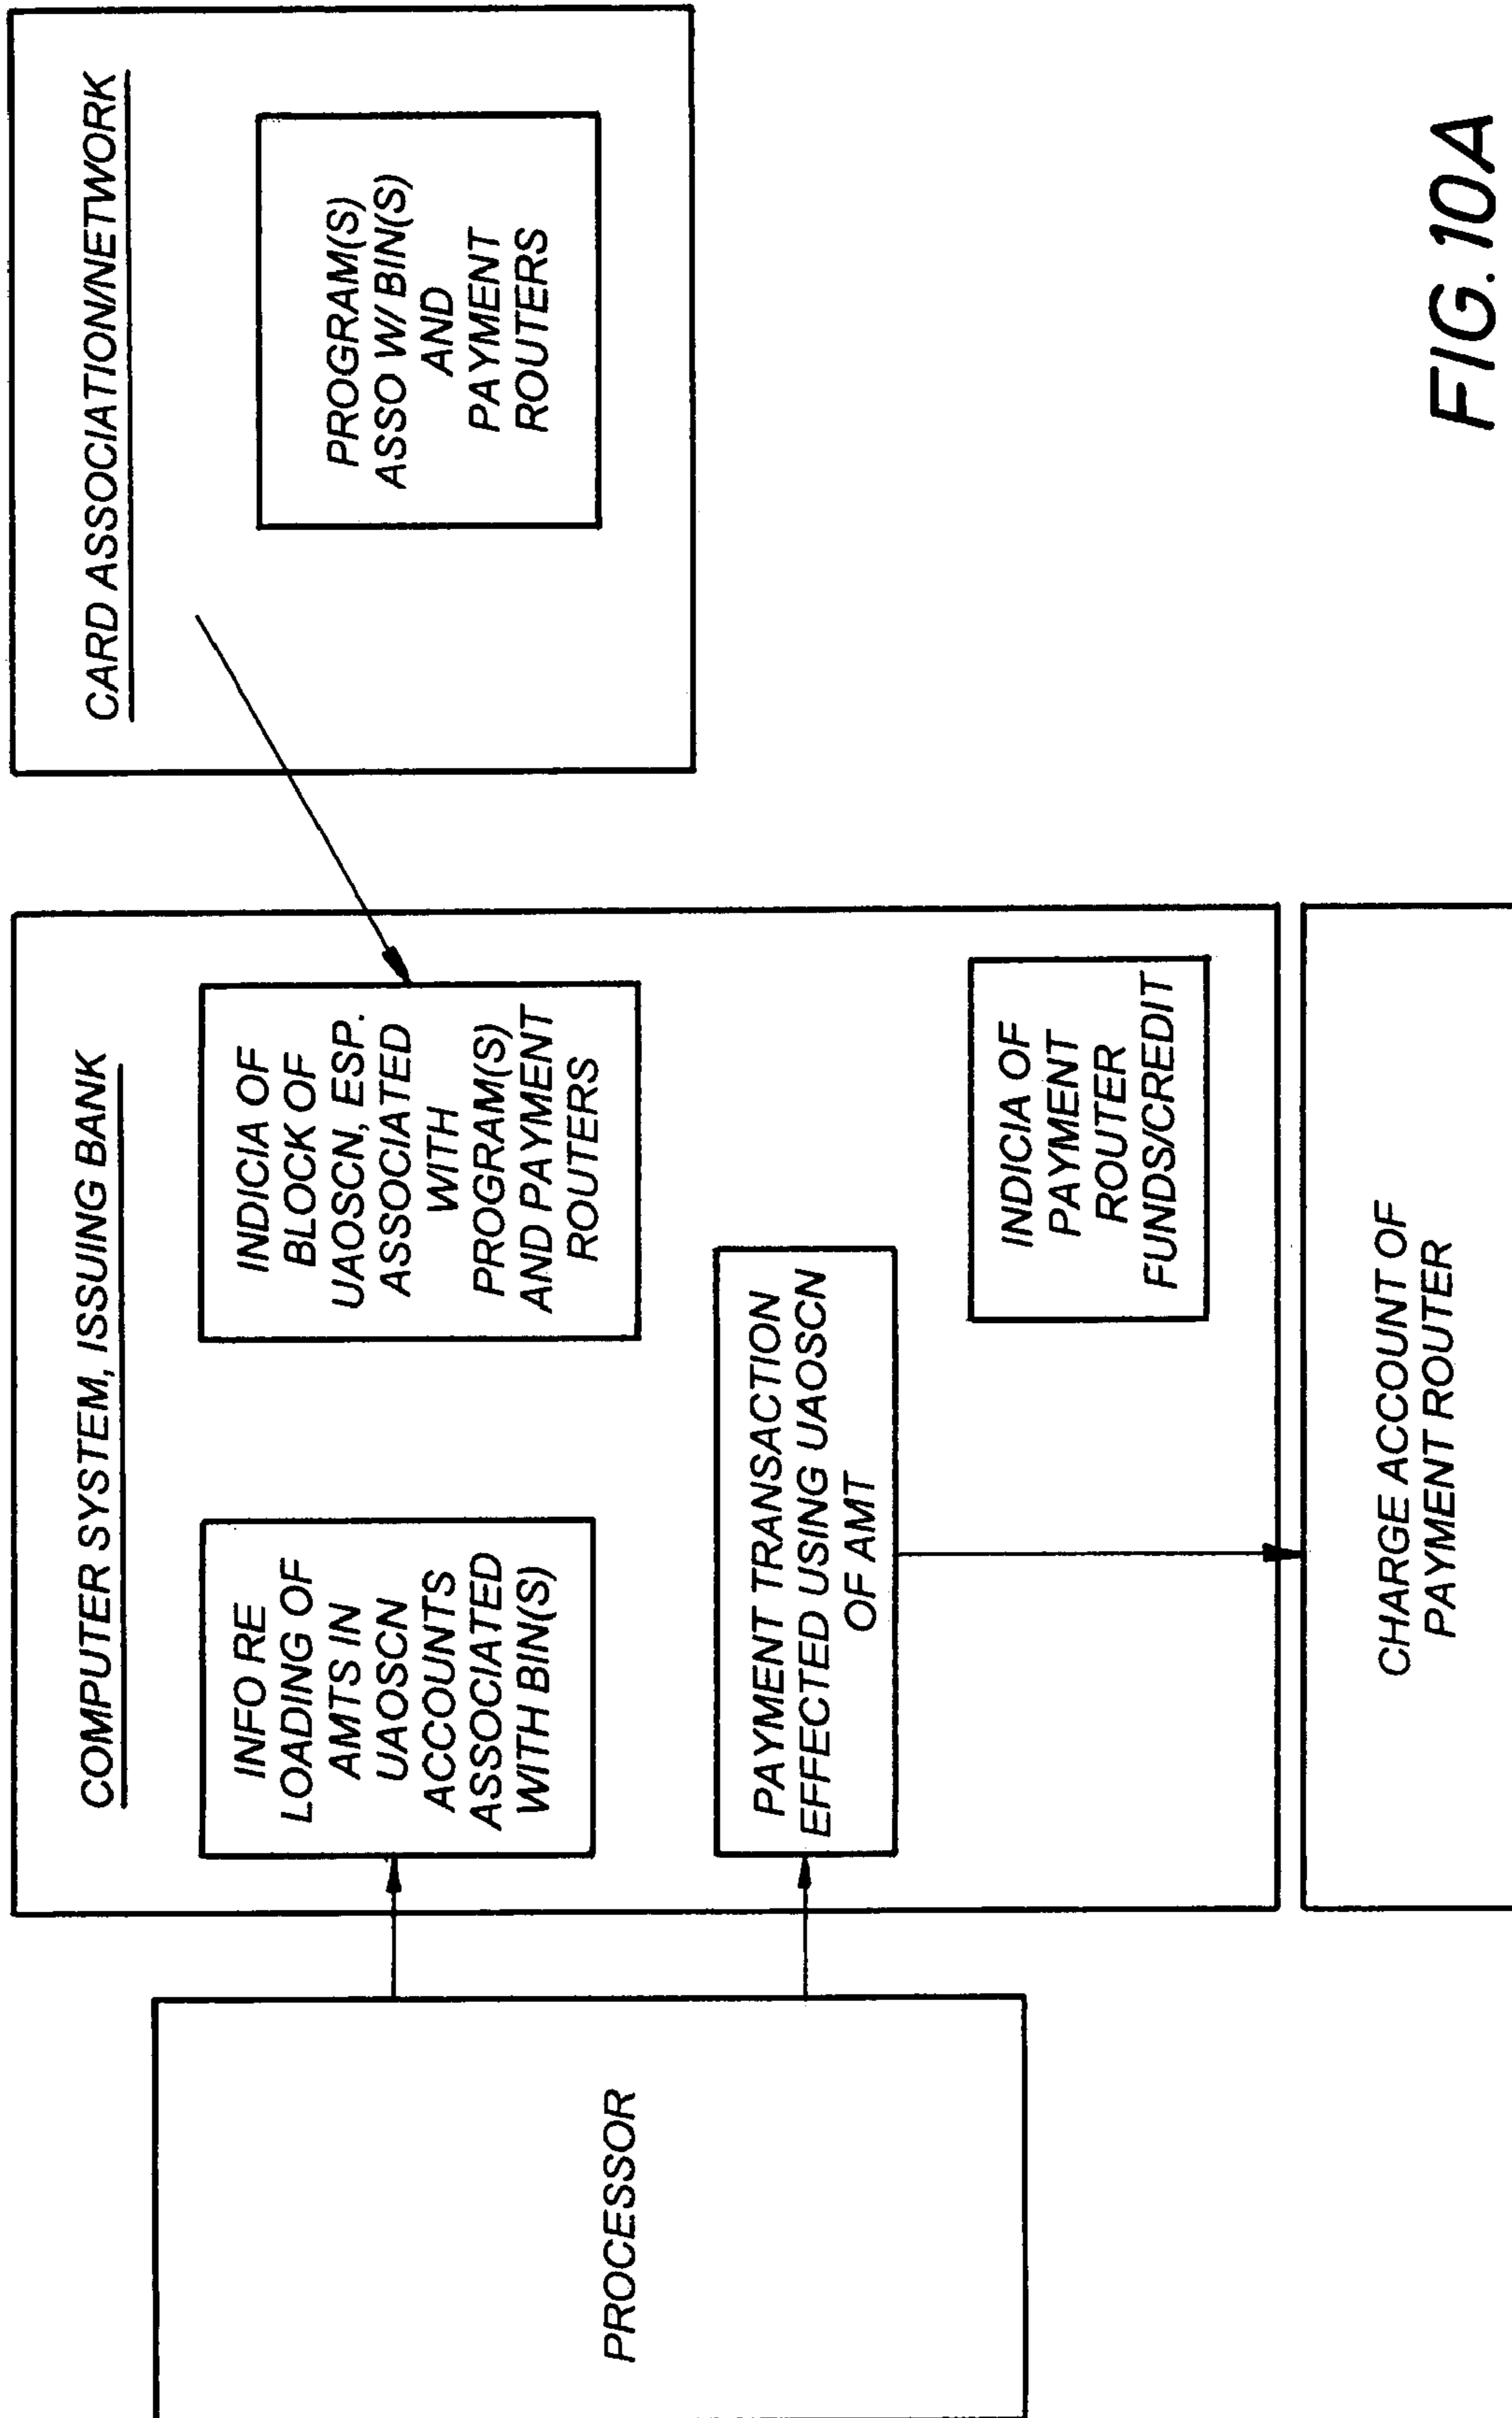 PROCESSOR
COMPUTER SYSTEM, ISSUING BANK
INFO RE
LOADING OF
AMTS IN
UAOSCN
ACCOUNTS
ASSOCIATED
WITH BIN(S)
INDICIA OF
BLOCK OF
UAOSCN, ESP.
ASSOCIATED
WITH
PROGRAM(S)
AND PAYMENT
ROUTERS
PAYMENT TRANSACTION
EFFECTED USING UAOSCN
OF AMT
INDICIA OF
PAYMENT
ROUTER
FUNDS/CREDIT
CHARGE ACCOUNT OF
PAYMENT ROUTER
CARD ASSOCIATION/NETWORK
PROGRAM(S)
ASSO W/ BIN(S)
AND
PAYMENT
ROUTERS
FIG. 10A